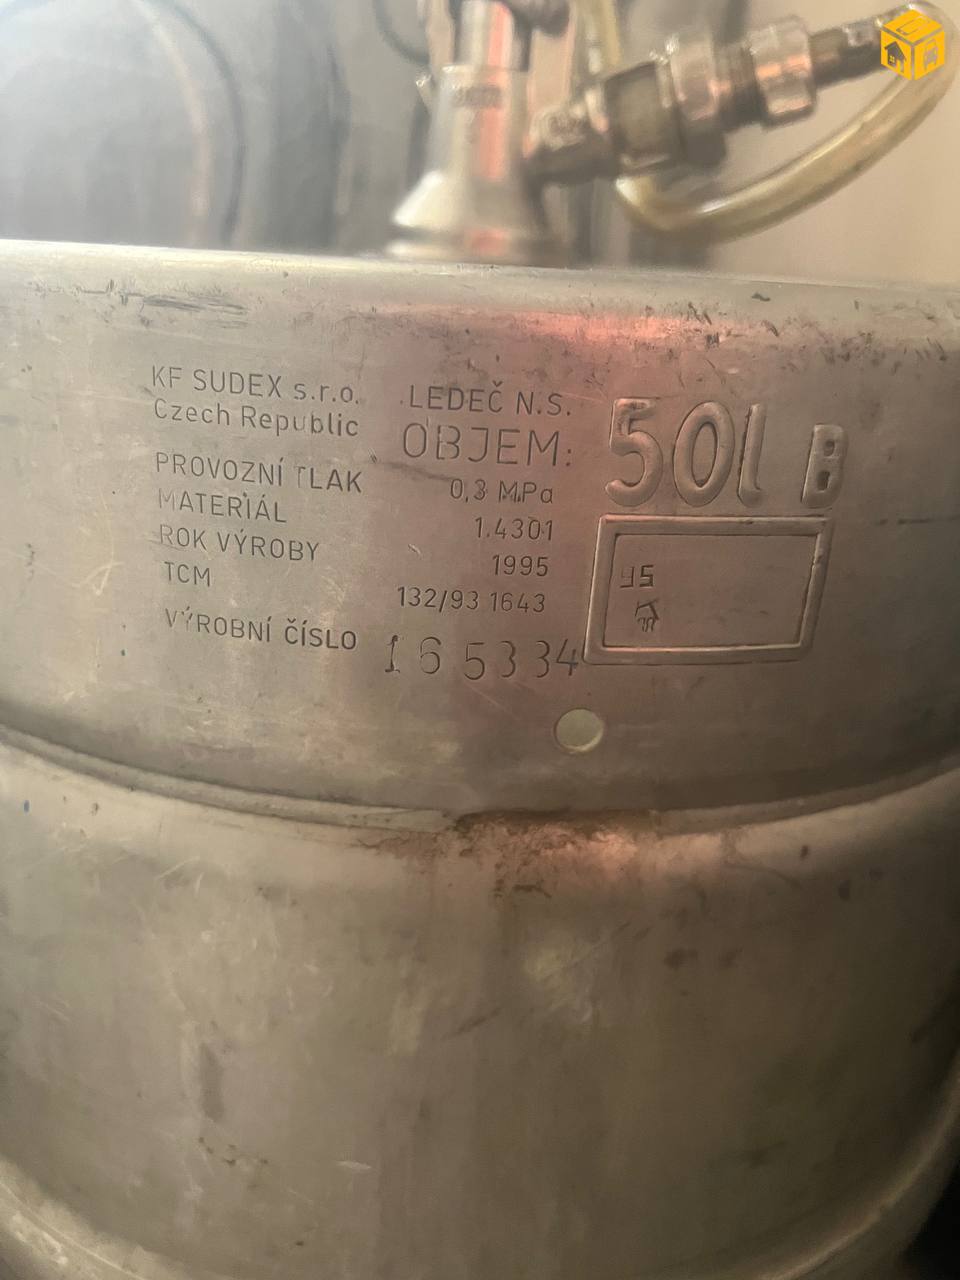 KF SUDEX s.r.o. LEDEČ N.S.
Czech Republic OBJEM: 50l B
PROVOZNÍ TLAK 0,3 MPa
MATERIÁL 1.4301
ROK VÝROBY 1995
TCM 132/93 1643
VÝROBNÍ ČÍSLO 165334
95